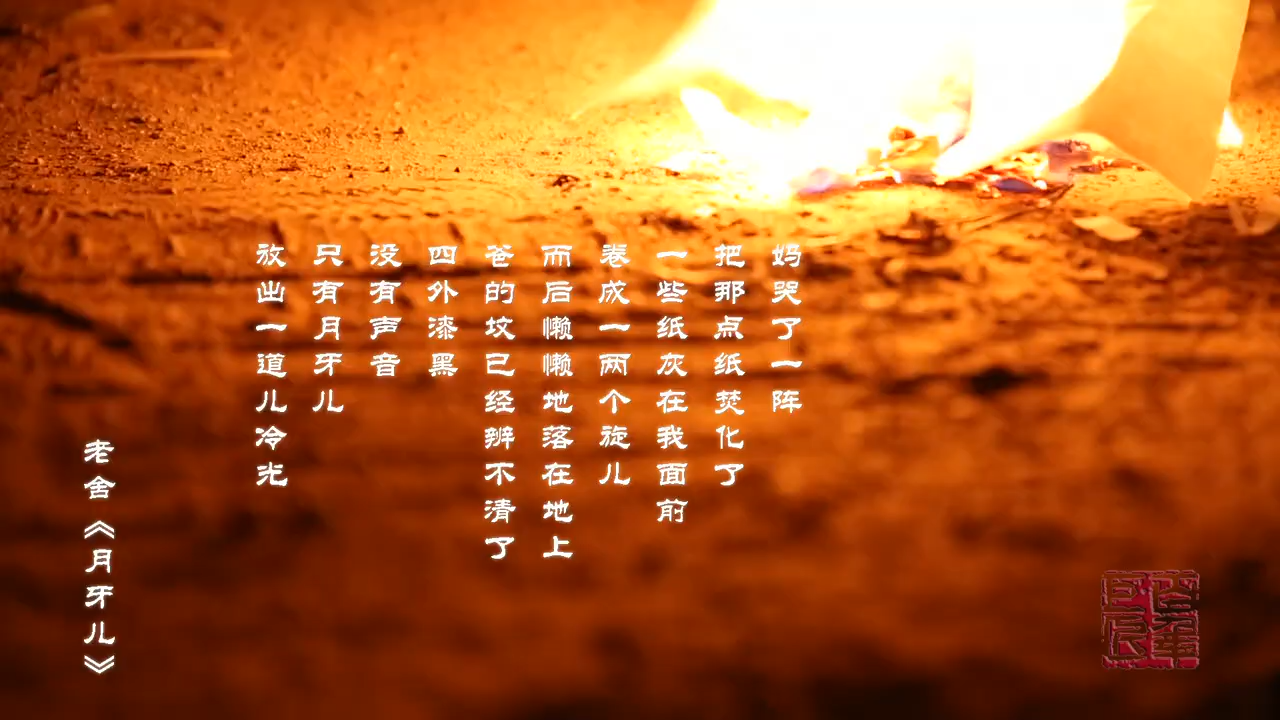 妈哭了一阵
把那点纸焚化了
一些纸灰在我面前
卷成一两个旋儿
而后懒懒地落在地上
爸的坟已经辨不清了
四外漆黑
没有声音
只有月牙儿
放出一道儿冷光
老舍《月牙儿》